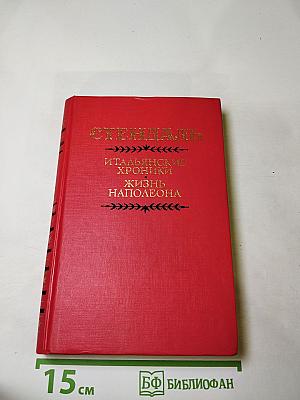 СТЕНДАЛЬ
ИТАЛЬЯНСКИЕ
ХРОНИКИ
ЖИЗНЬ
НАПОЛЕОНА
15 см
БФ БИБЛИОФАН